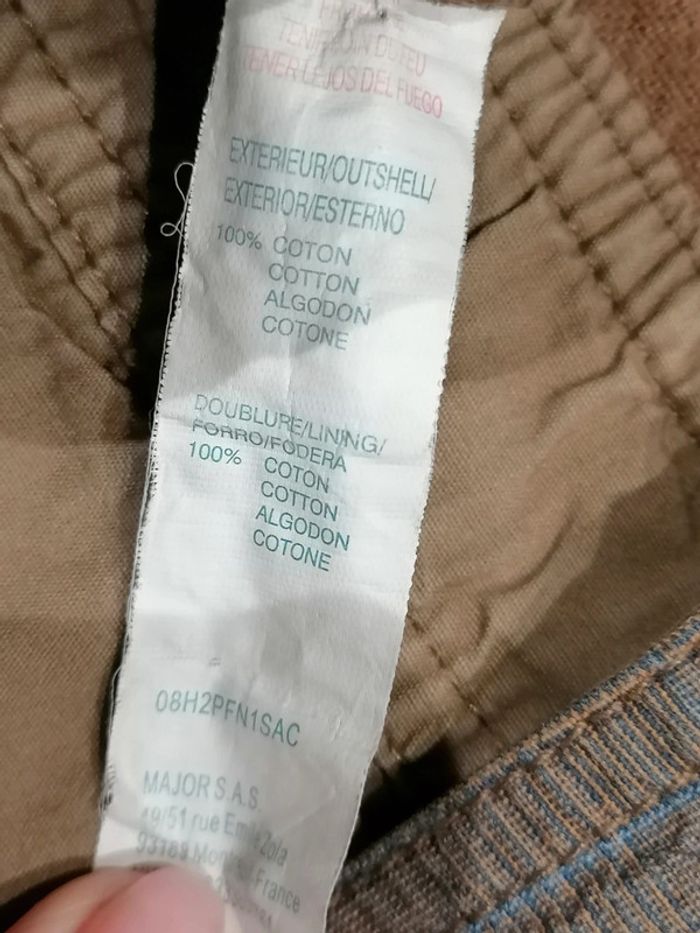 TENIR LOIN DU FEU
TENER LEJOS DEL FUEGO
EXTERIEUR/OUTSHELL/
EXTERIOR/ESTERNO
100% COTON
COTTON
ALGODON
COTONE
DOUBLURE/LINING/
FORRO/FODERA
100% COTON
COTTON
ALGODON
COTONE
08H2PFN1SAC
MAJOR S.A.S.
49/51 rue Emile Zola
France